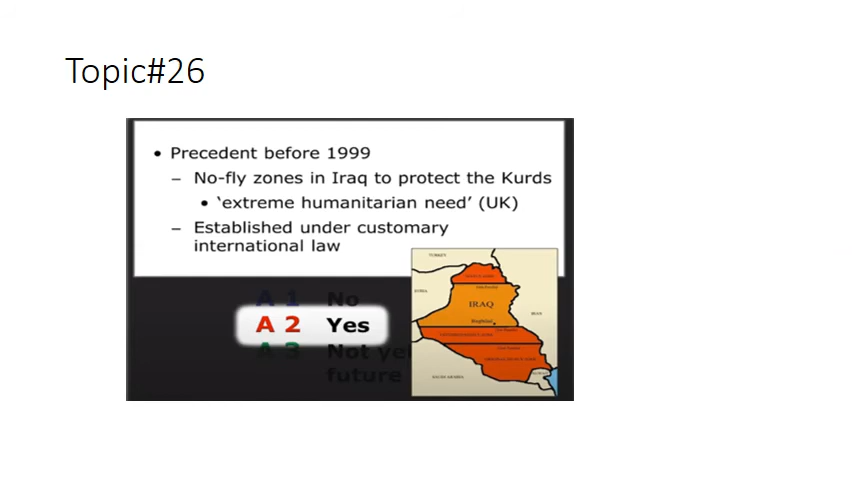 Topic#26
• Precedent before 1999
– No-fly zones in Iraq to protect the Kurds
• ‘extreme humanitarian need’ (UK)
– Established under customary
international law
A 1 No
A 2 Yes
A 3 Not ye
future
TURKEY
SYRIA
IRAQ
Baghdad
IRAN
SAUDI ARABIA